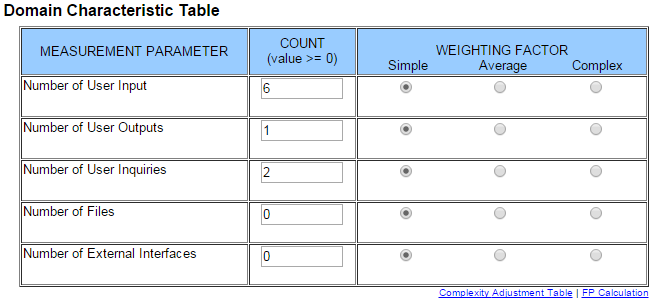 Domain Characteristic Table
MEASUREMENT PARAMETER
COUNT
(value >= 0)
WEIGHTING FACTOR
Simple Average Complex
Number of User Input 6
Number of User Outputs 1
Number of User Inquiries 2
Number of Files 0
Number of External Interfaces 0
Complexity Adjustment Table | FP Calculation